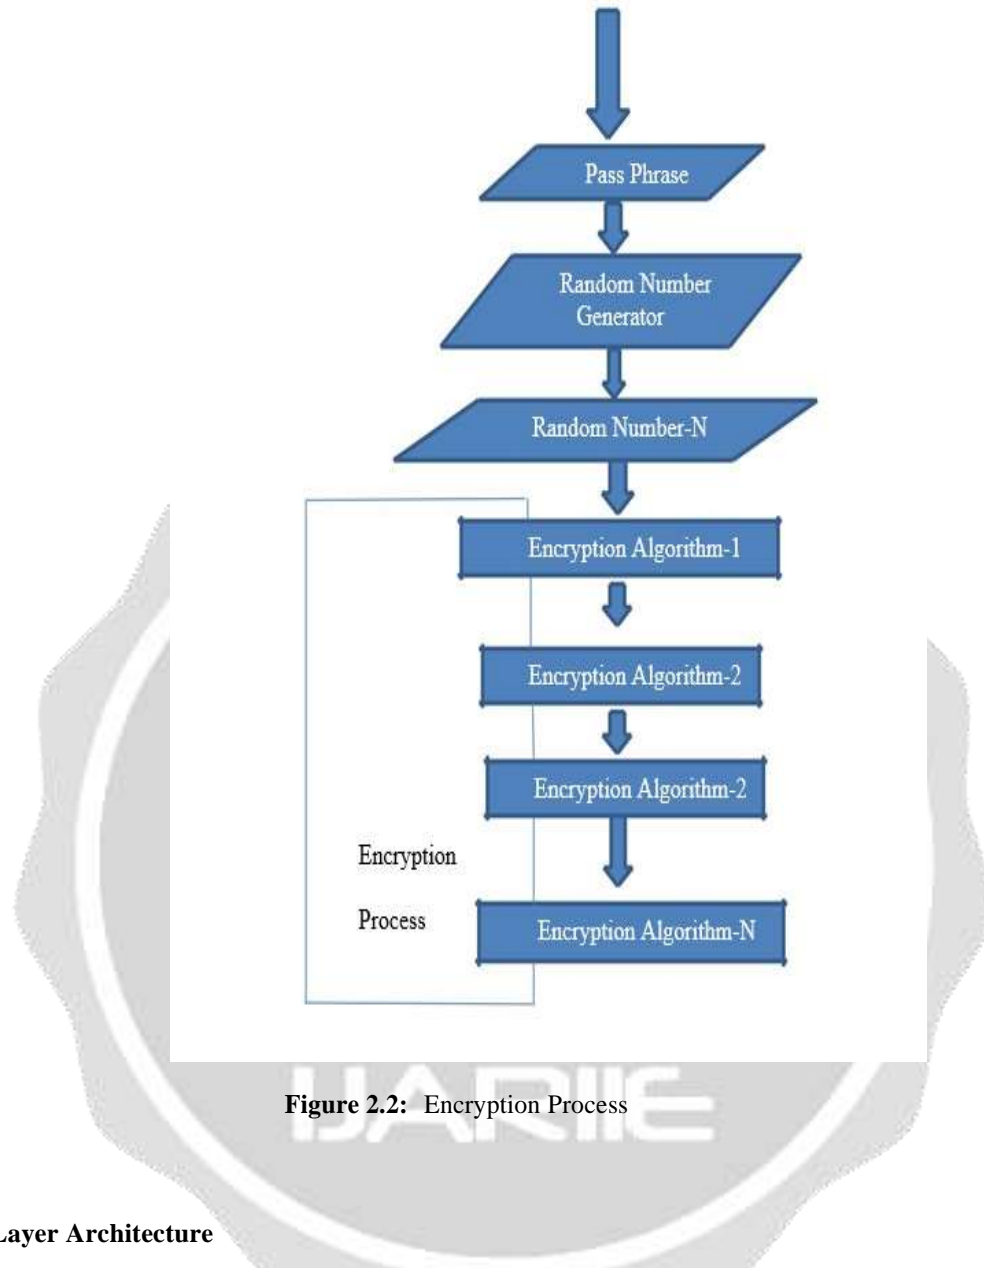 Pass Phrase
Random Number
Generator
Random Number-N
Encryption Algorithm-1
Encryption Algorithm-2
Encryption Algorithm-2
Encryption
Process
Encryption Algorithm-N
IJARIIE
Figure 2.2: Encryption Process
Layer Architecture